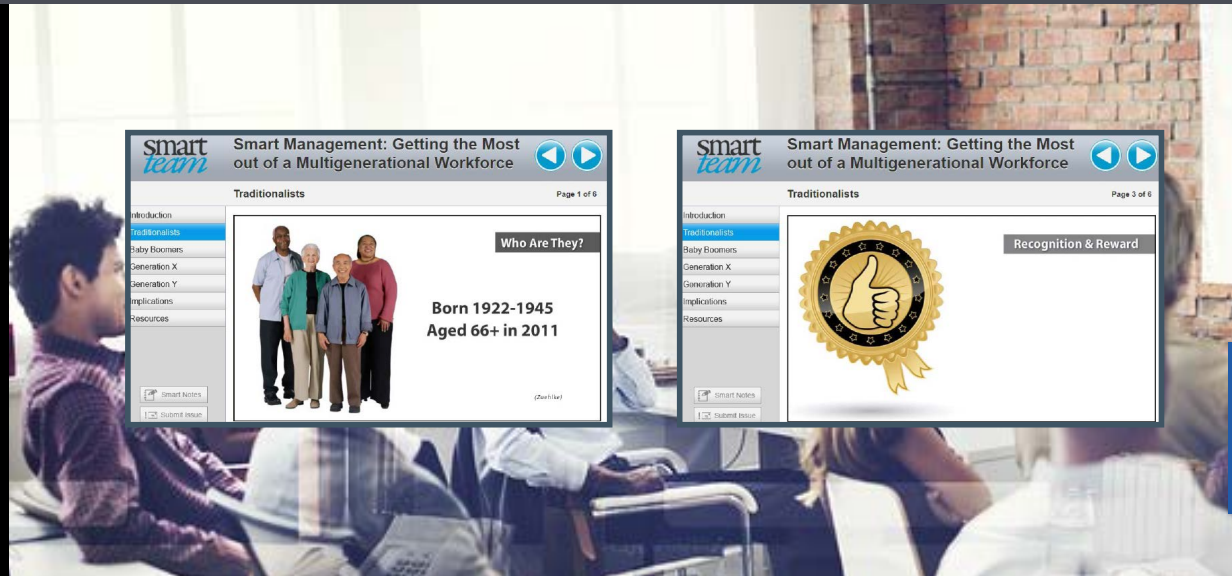 smart
team
Smart Management: Getting the Most
out of a Multigenerational Workforce
Traditionalists
Page 1 of 6
Introduction
Traditionalists
Baby Boomers
Generation X
Generation Y
Implications
Resources
Smart Notes
Submit Issue
Who Are They?
Born 1922-1945
Aged 66+ in 2011
(Zuehlke)
smart
team
Smart Management: Getting the Most
out of a Multigenerational Workforce
Traditionalists
Page 3 of 6
Introduction
Traditionalists
Baby Boomers
Generation X
Generation Y
Implications
Resources
Smart Notes
Submit Issue
Recognition & Reward